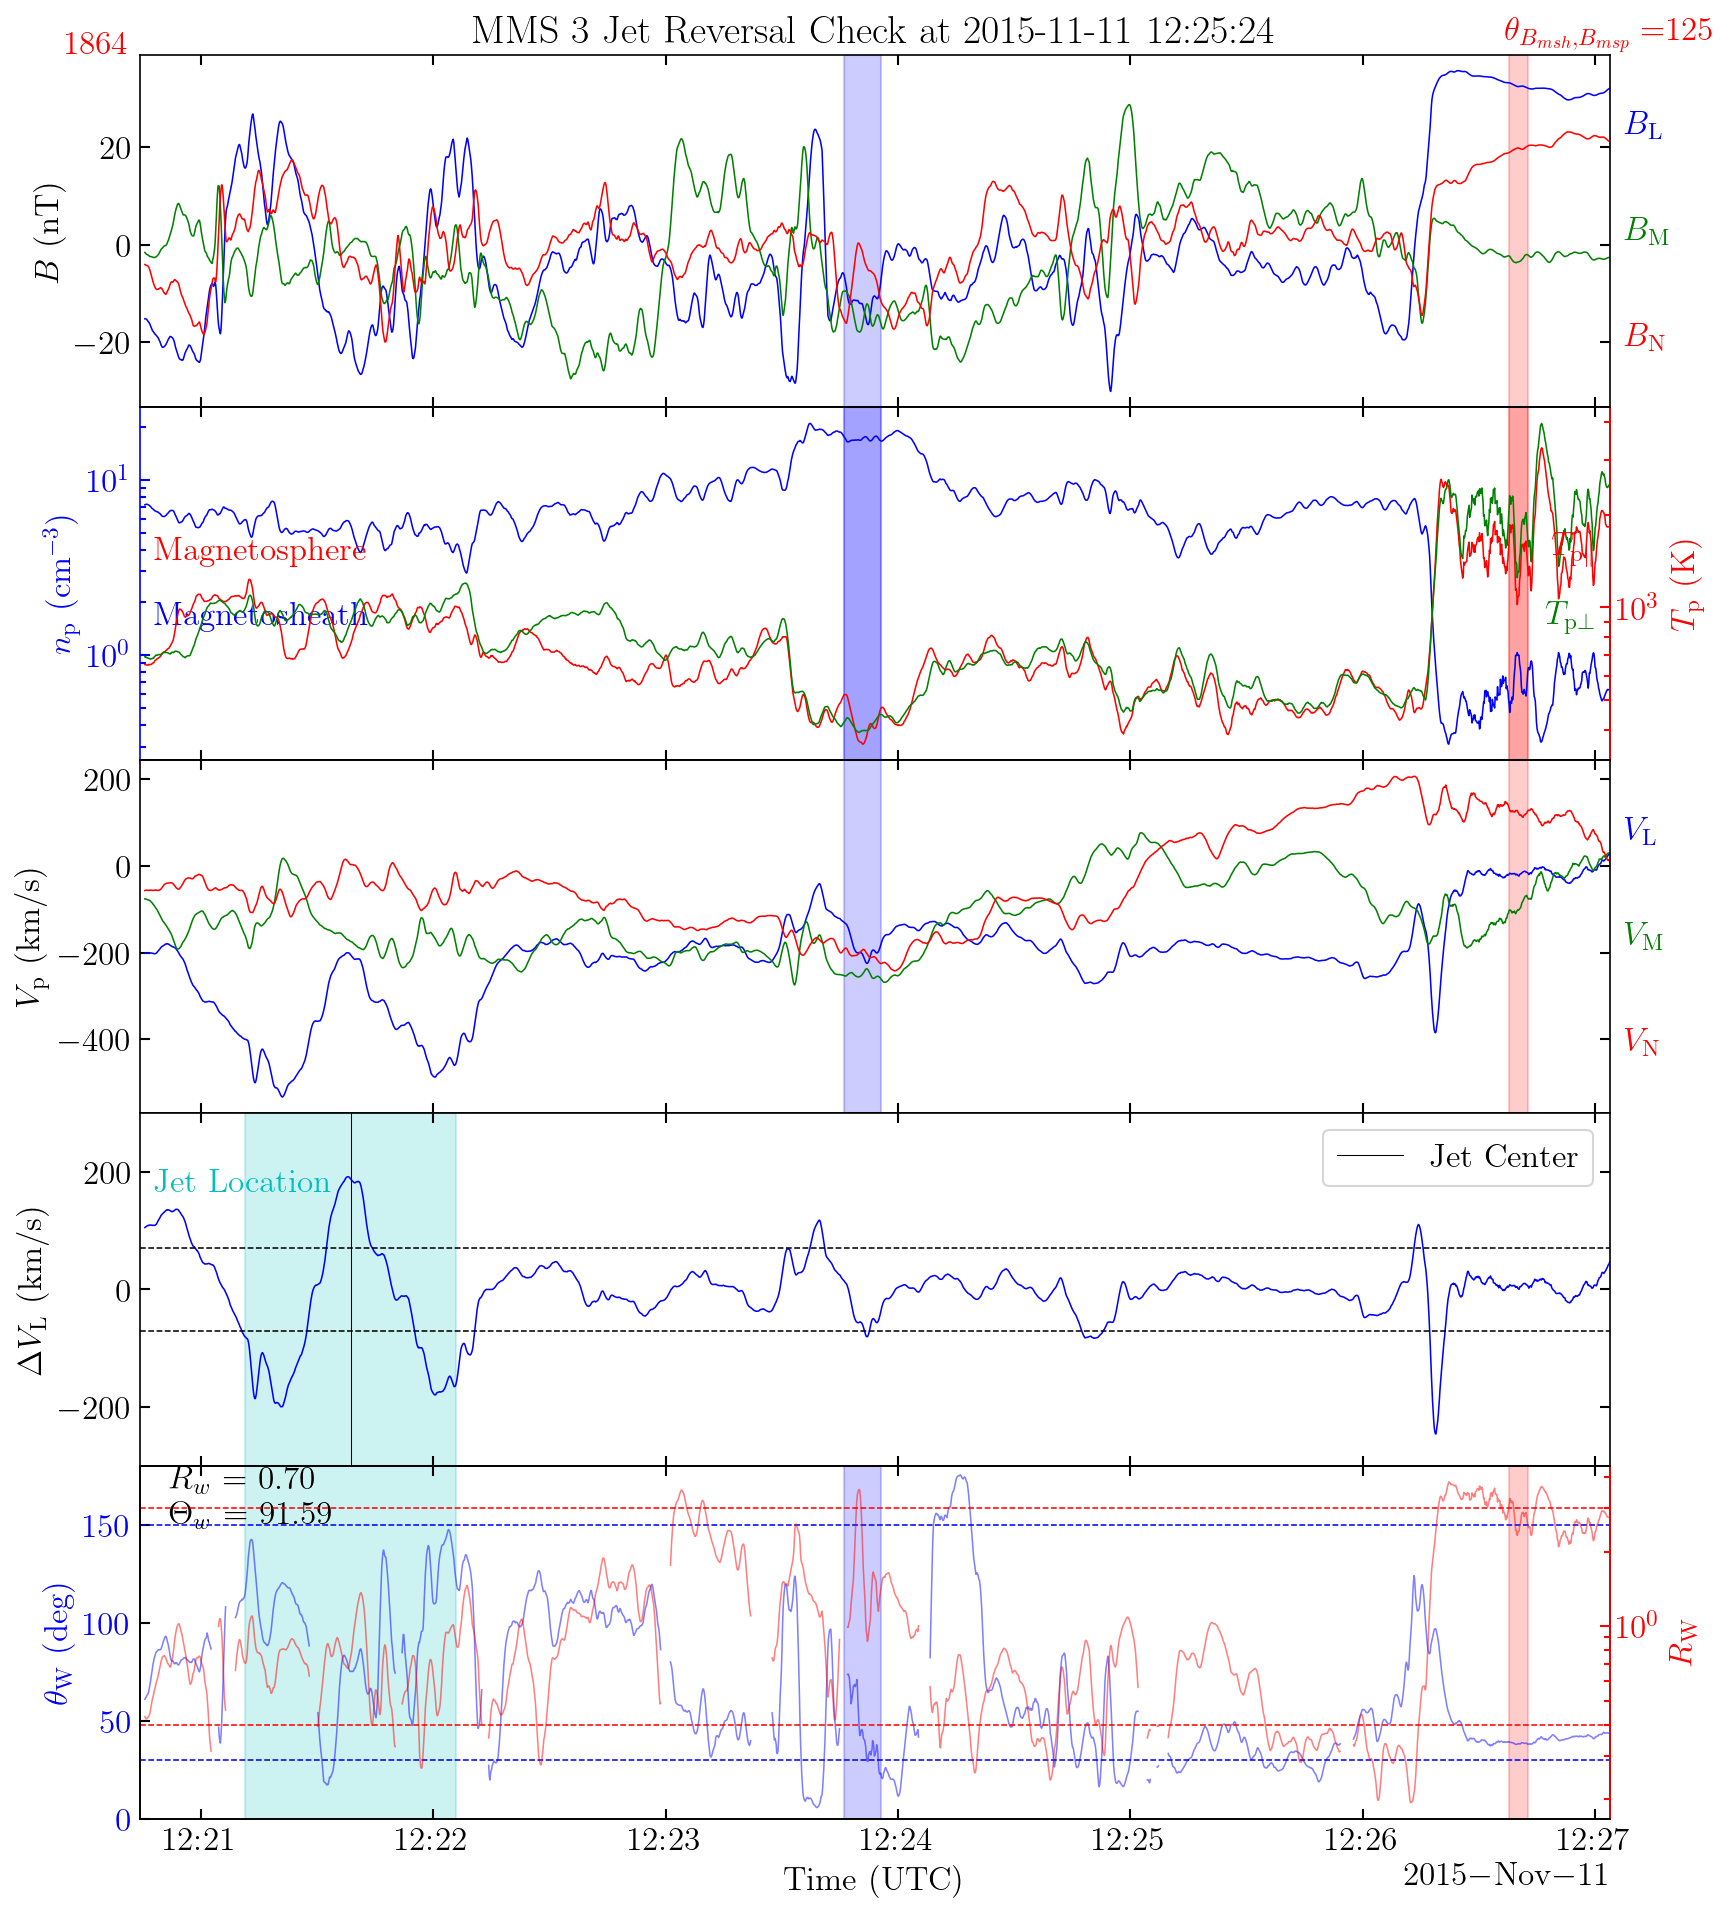 MMS 3 Jet Reversal Check at 2015-11-11 12:25:24
1864
θ_{B_{msh},B_{msp}} =125
B (nT)
20
0
−20
B_L
B_M
B_N
n_p (cm^{−3})
10^1
10^0
Magnetosphere
Magnetosheath
T_{p||}
T_{p⊥}
10^3
T_p (K)
V_p (km/s)
200
0
−200
−400
V_L
V_M
V_N
ΔV_L (km/s)
200
0
−200
Jet Location
Jet Center
R_w = 0.70
Θ_w = 91.59
θ_W (deg)
150
100
50
0
10^0
R_W
12:21 12:22 12:23 12:24 12:25 12:26 12:27
Time (UTC)
2015−Nov−11